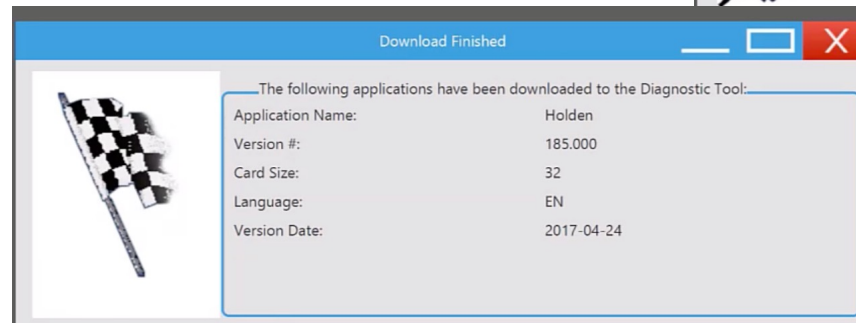 Download Finished
The following applications have been downloaded to the Diagnostic Tool:
Application Name: Holden
Version #: 185.000
Card Size: 32
Language: EN
Version Date: 2017-04-24